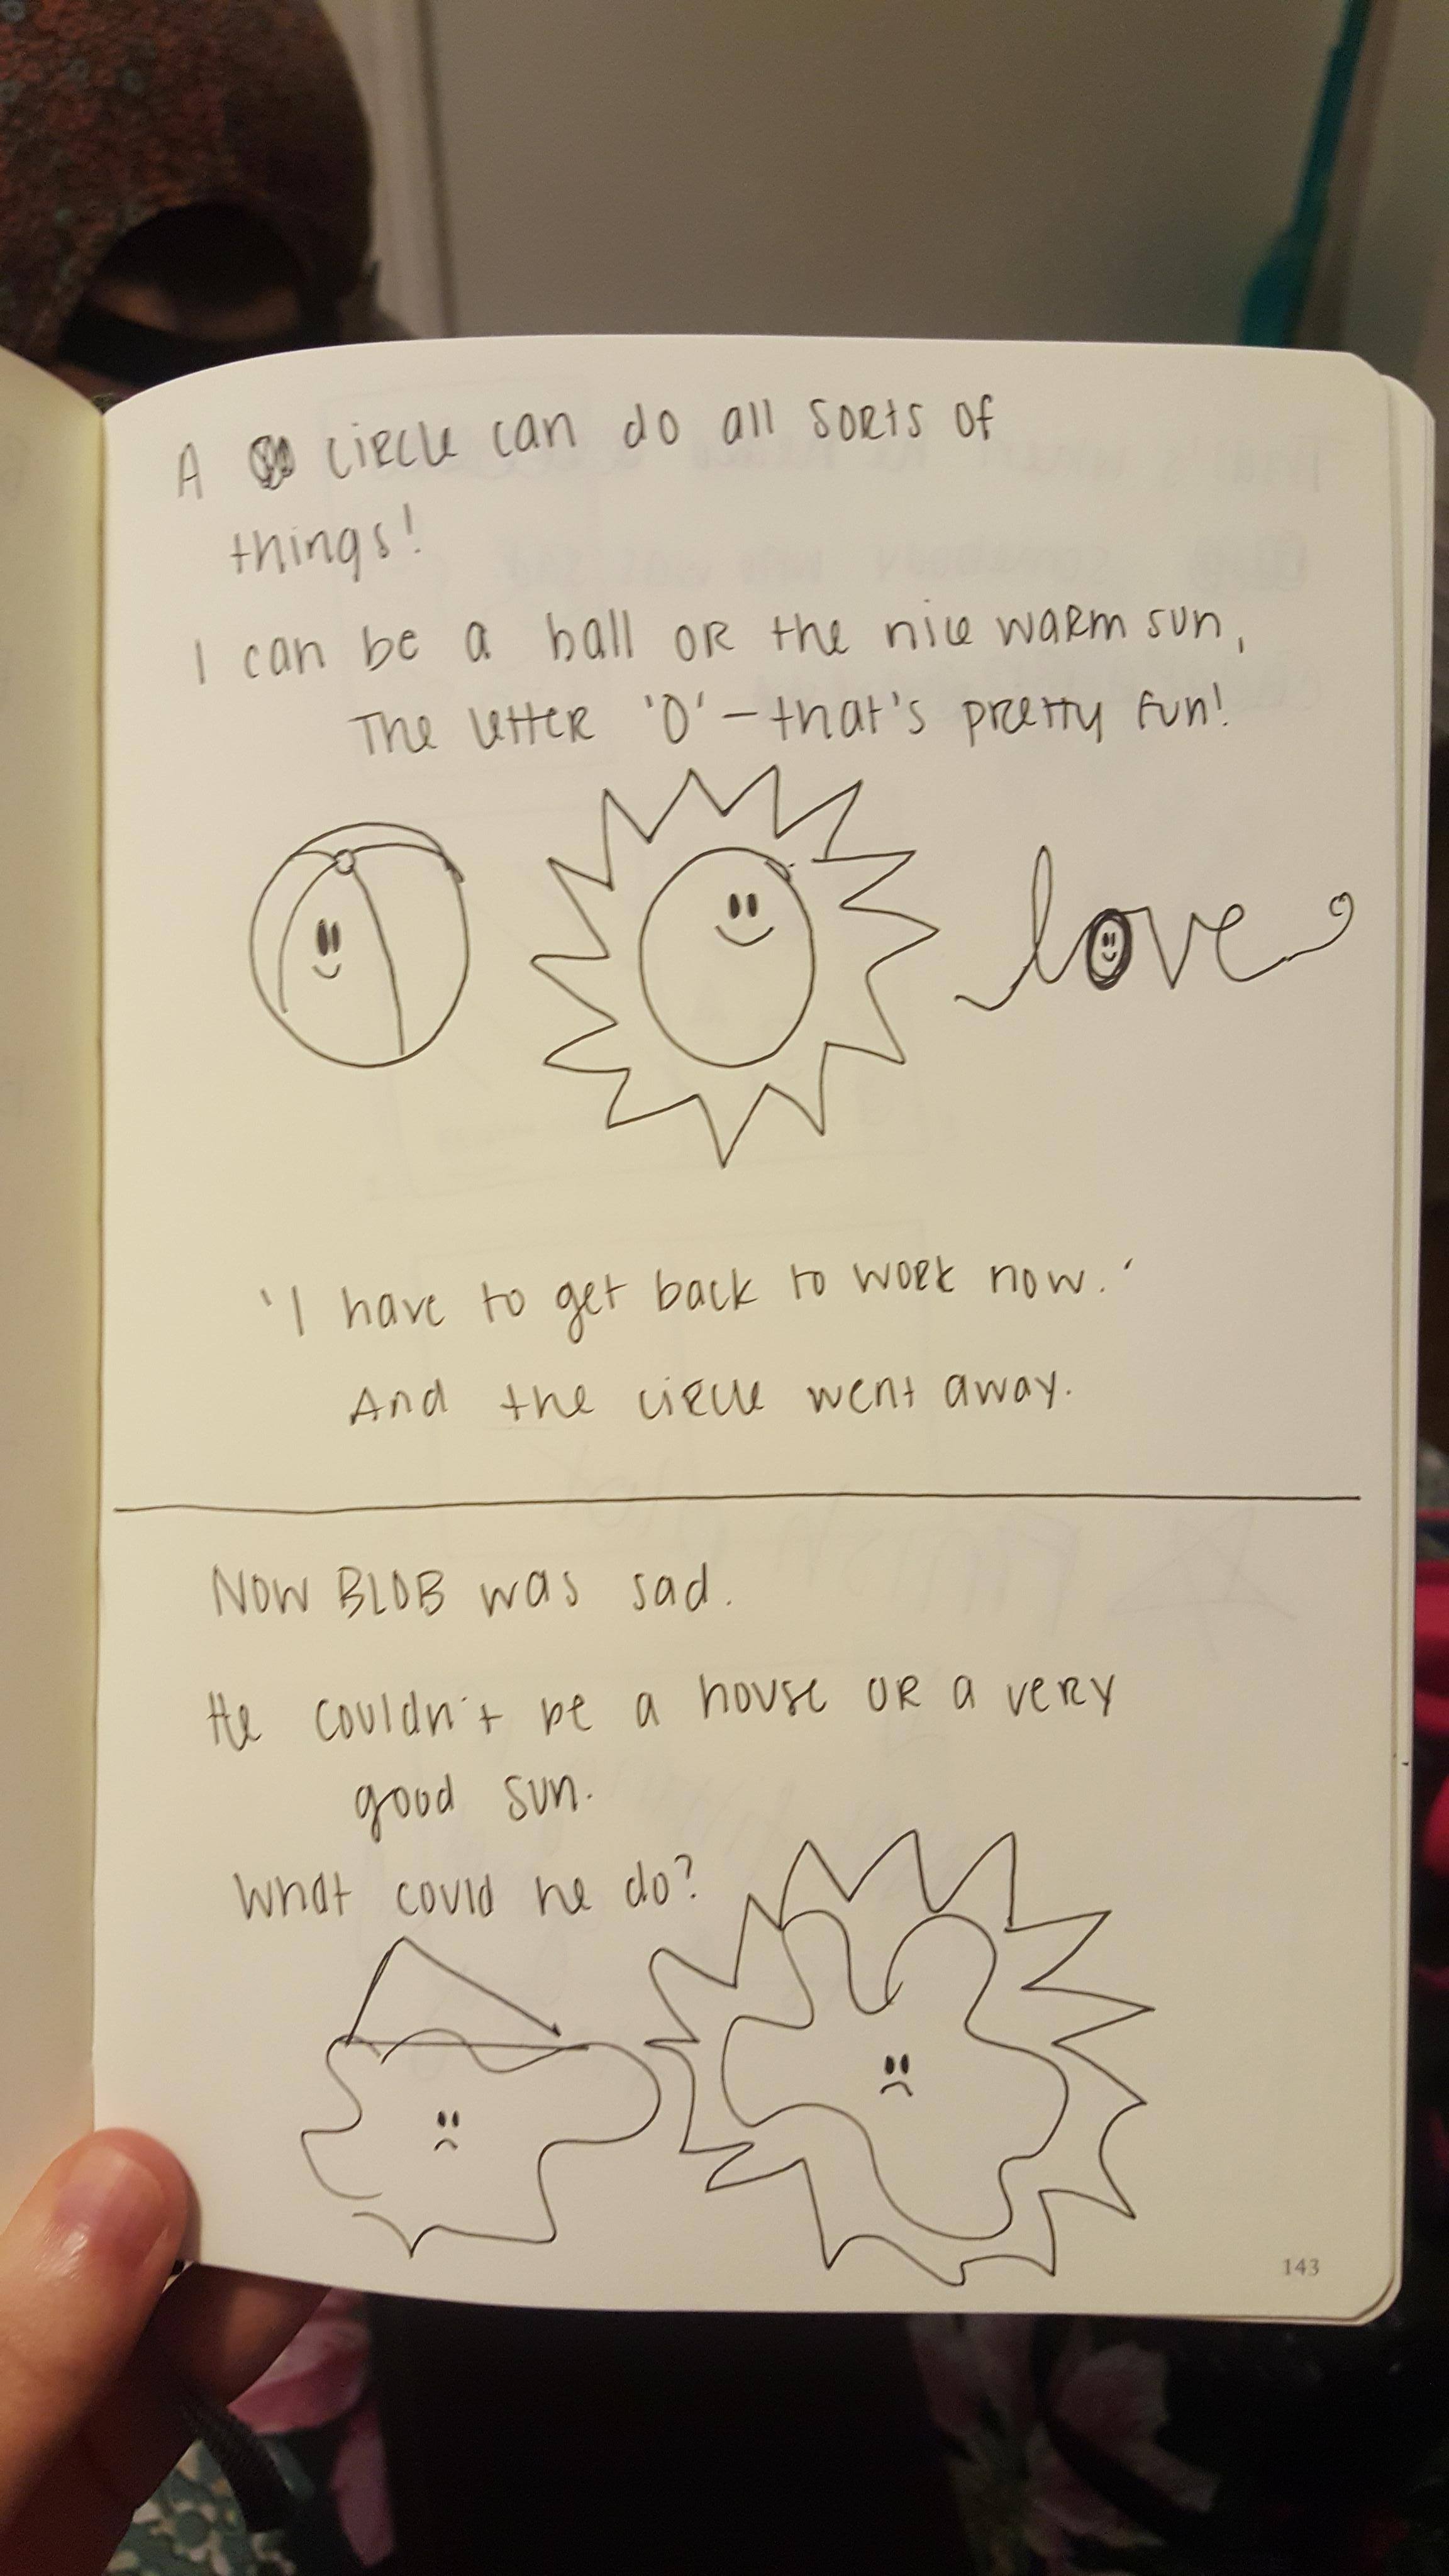 A circle can do all sorts of
things!
I can be a ball or the nice warm sun,
The letter 'O' – that's pretty fun!
love
'I have to get back to work now.'
And the circle went away.
Now BLOB was sad.
He couldn't be a house or a very
good sun.
What could he do?
143